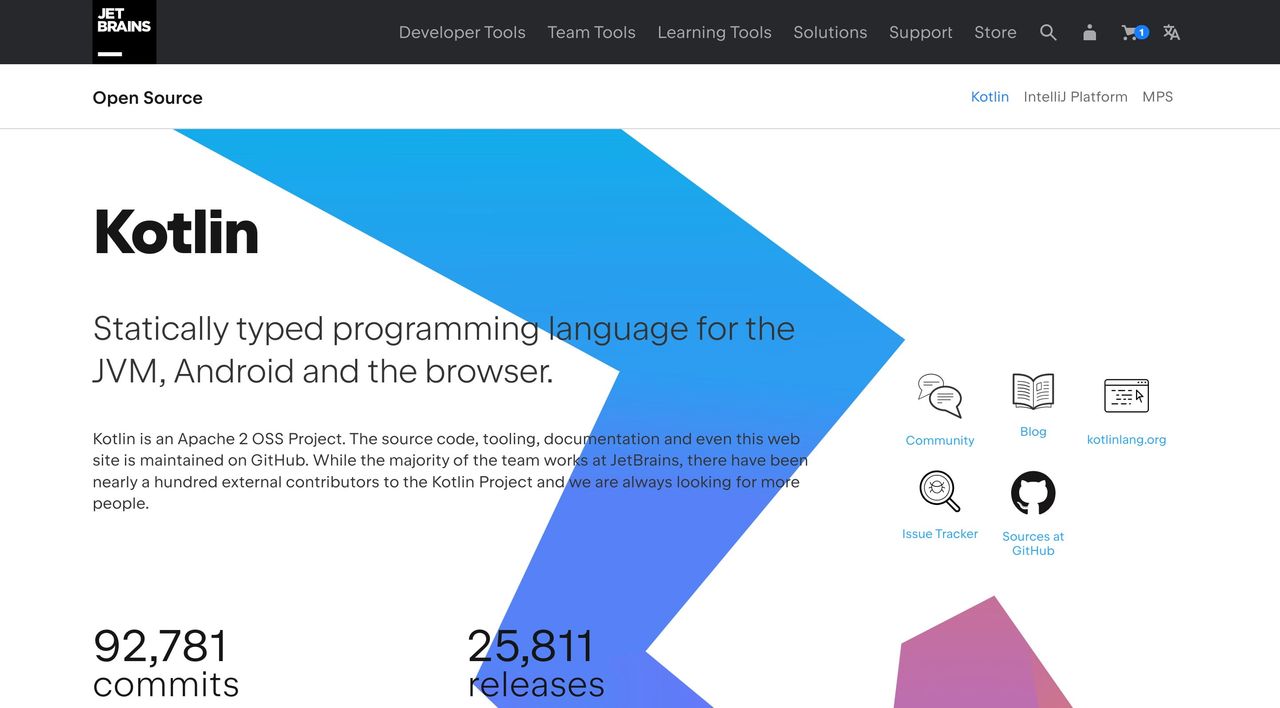 JET
BRAINS
Developer Tools Team Tools Learning Tools Solutions Support Store 1
Open Source
Kotlin IntelliJ Platform MPS
Kotlin
Statically typed programming language for the
JVM, Android and the browser.
Kotlin is an Apache 2 OSS Project. The source code, tooling, documentation and even this web
site is maintained on GitHub. While the majority of the team works at JetBrains, there have been
nearly a hundred external contributors to the Kotlin Project and we are always looking for more
people.
Community
Blog
kotlinlang.org
Issue Tracker
Sources at
GitHub
92,781
commits
25,811
releases